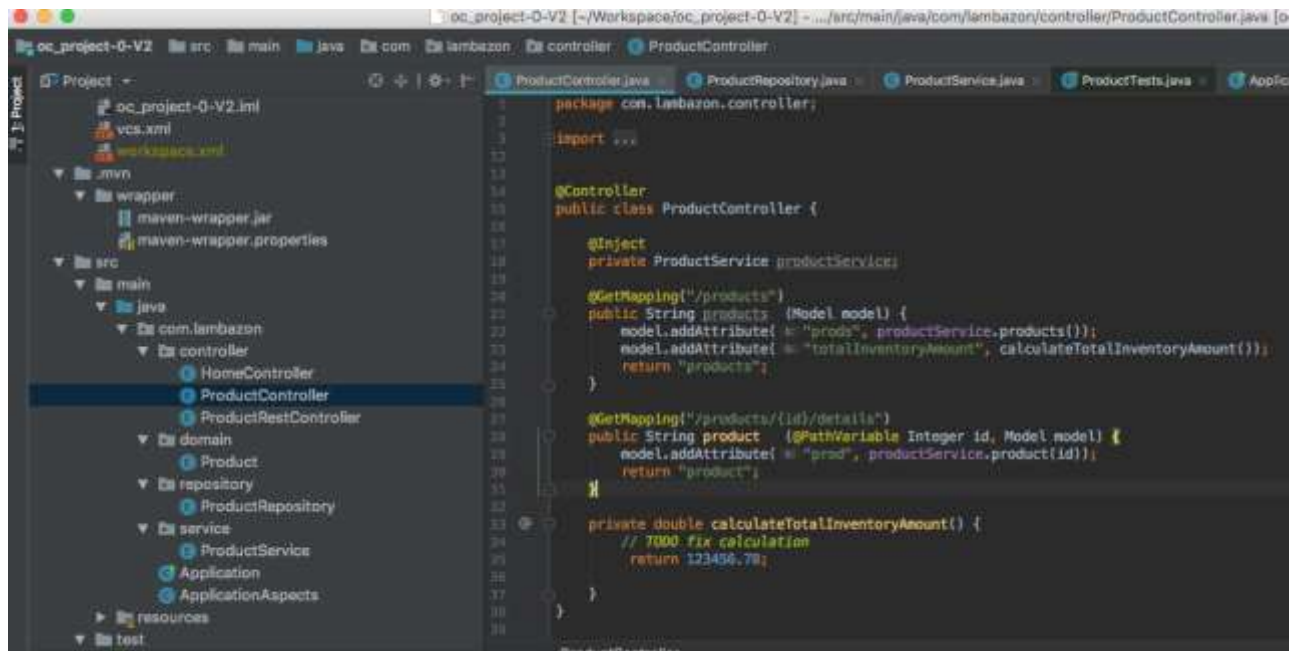 oc_project-0-V2 [~/Workspace/oc_project-0-V2] - .../src/main/java/com/lambazon/controller/ProductController.java [oc
oc_project-0-V2 src main java com lambazon controller ProductController
1: Project
Project
oc_project-0-V2.iml
vcs.xml
workspace.xml
.mvn
wrapper
maven-wrapper.jar
maven-wrapper.properties
src
main
java
com.lambazon
controller
HomeController
ProductController
ProductRestController
domain
Product
repository
ProductRepository
service
ProductService
Application
ApplicationAspects
resources
test
ProductController.java ProductRepository.java ProductService.java ProductTests.java Applic
package com.lambazon.controller;
import ...
@Controller
public class ProductController {
@Inject
private ProductService productService;
@GetMapping("/products")
public String products (Model model) {
model.addAttribute( "prods", productService.products());
model.addAttribute( "totalInventoryAmount", calculateTotalInventoryAmount());
return "products";
}
@GetMapping("/products/{id}/details")
public String product (@PathVariable Integer id, Model model) {
model.addAttribute( "prod", productService.product(id));
return "product";
}
private double calculateTotalInventoryAmount() {
// TODO fix calculation
return 123456.78;
}
}
ProductController